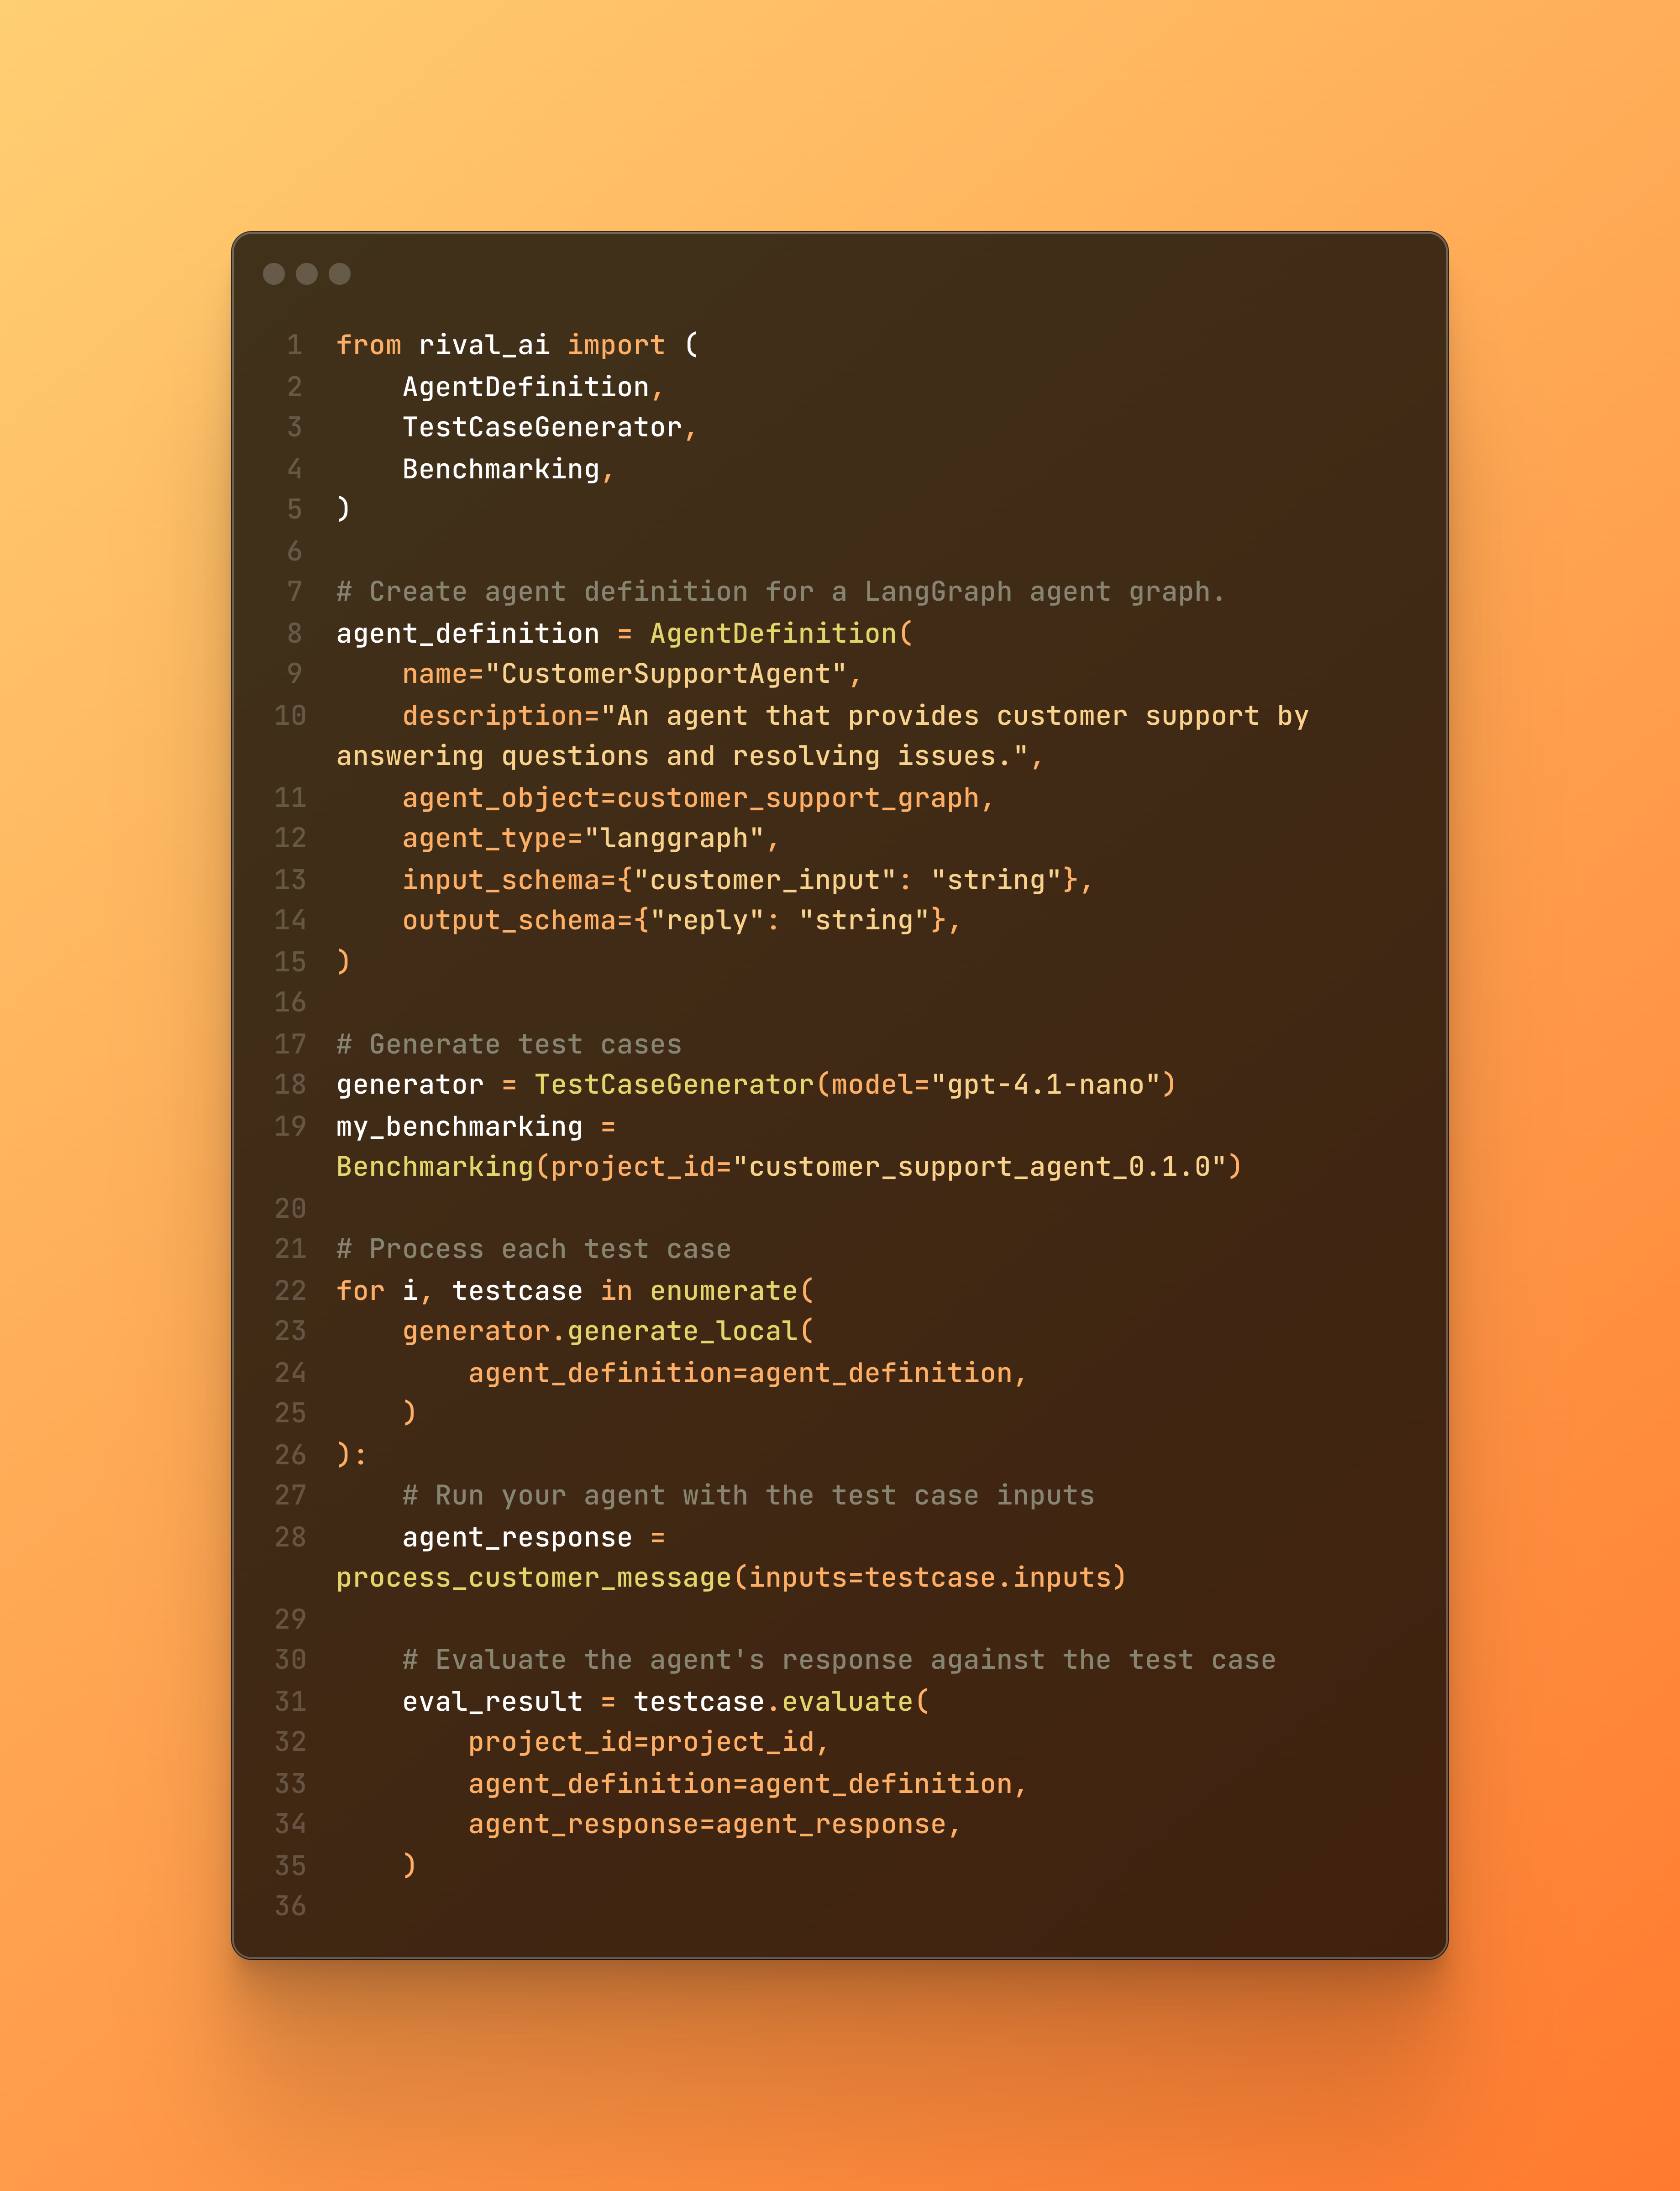 1 from rival_ai import (
2     AgentDefinition,
3     TestCaseGenerator,
4     Benchmarking,
5 )
6
7 # Create agent definition for a LangGraph agent graph.
8 agent_definition = AgentDefinition(
9     name="CustomerSupportAgent",
10     description="An agent that provides customer support by
answering questions and resolving issues.",
11     agent_object=customer_support_graph,
12     agent_type="langgraph",
13     input_schema={"customer_input": "string"},
14     output_schema={"reply": "string"},
15 )
16
17 # Generate test cases
18 generator = TestCaseGenerator(model="gpt-4.1-nano")
19 my_benchmarking =
Benchmarking(project_id="customer_support_agent_0.1.0")
20
21 # Process each test case
22 for i, testcase in enumerate(
23     generator.generate_local(
24         agent_definition=agent_definition,
25     )
26 ):
27     # Run your agent with the test case inputs
28     agent_response =
process_customer_message(inputs=testcase.inputs)
29
30     # Evaluate the agent's response against the test case
31     eval_result = testcase.evaluate(
32         project_id=project_id,
33         agent_definition=agent_definition,
34         agent_response=agent_response,
35     )
36